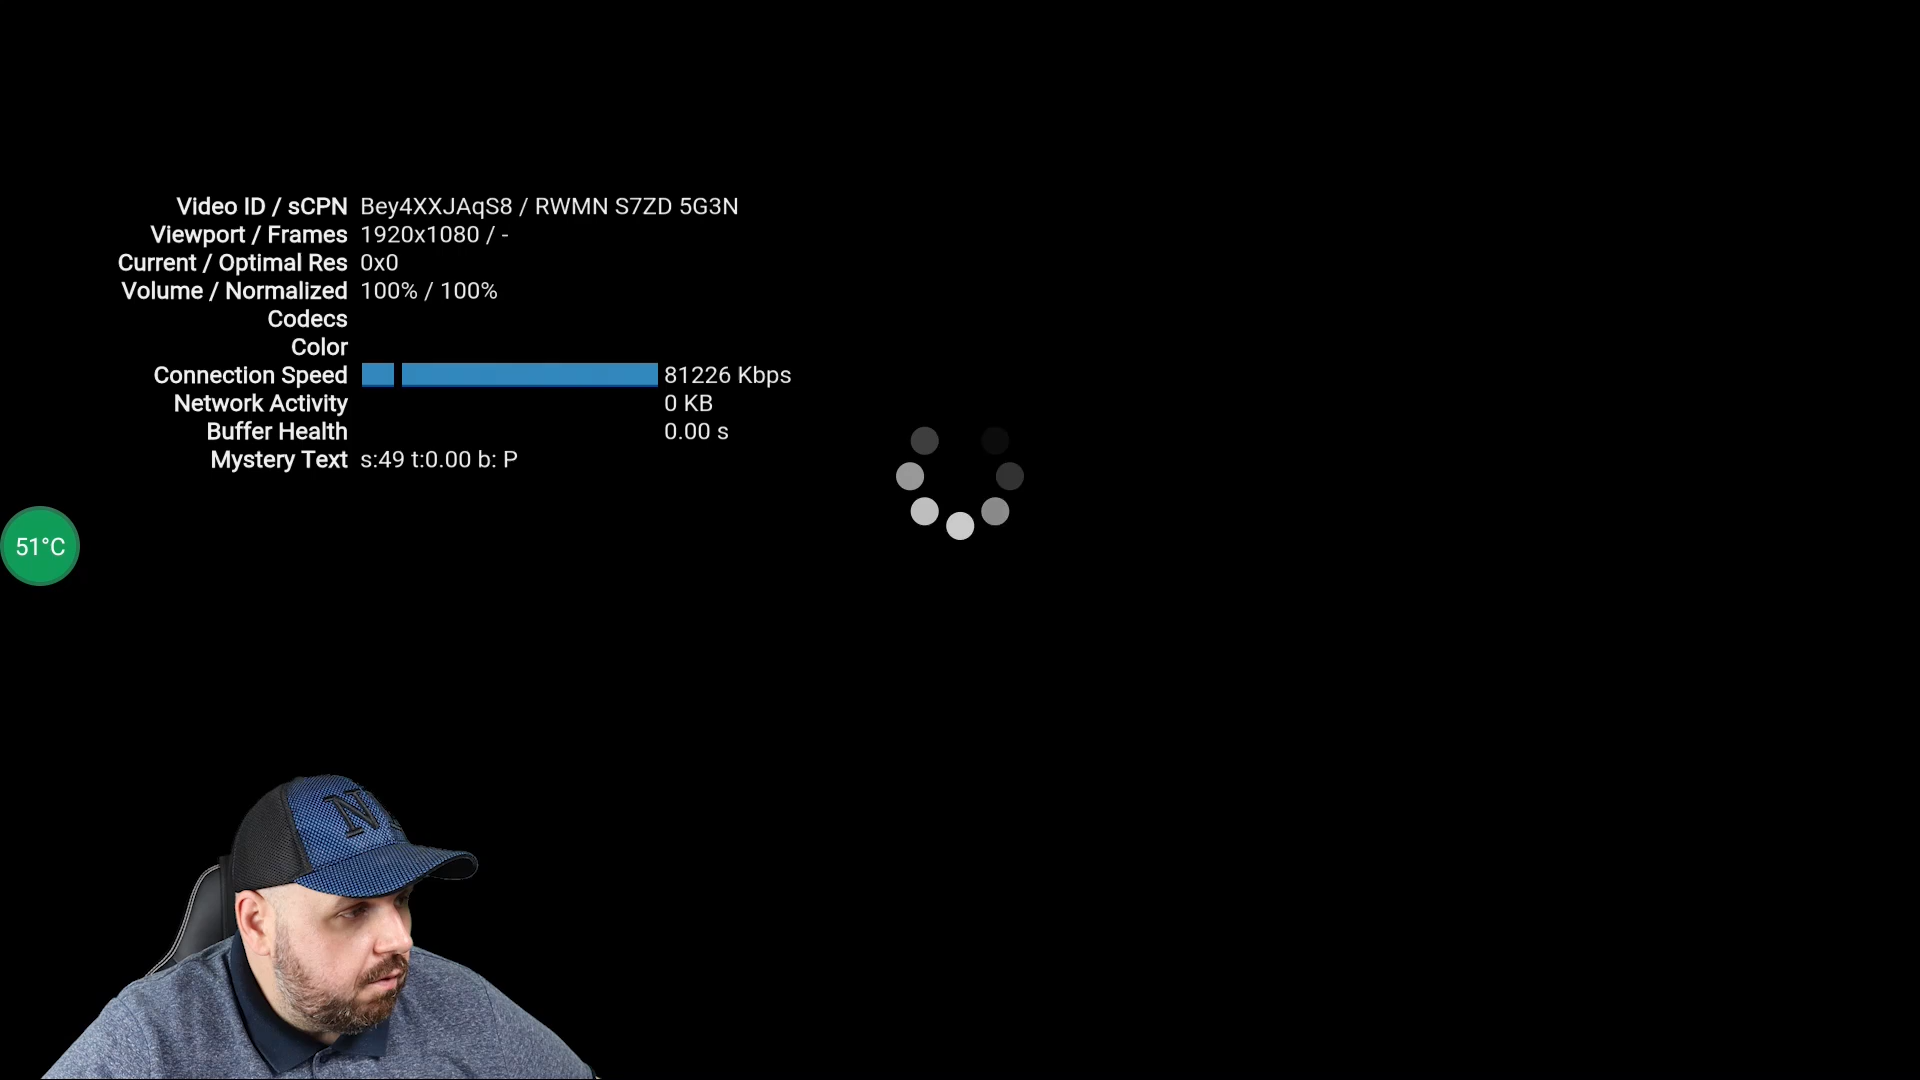 Video ID / sCPN Bey4XXJAqS8 / RWMN S7ZD 5G3N
Viewport / Frames 1920x1080 / -
Current / Optimal Res 0x0
Volume / Normalized 100% / 100%
Codecs
Color
Connection Speed 81226 Kbps
Network Activity 0 KB
Buffer Health 0.00 s
Mystery Text s:49 t:0.00 b: P
51°C
N